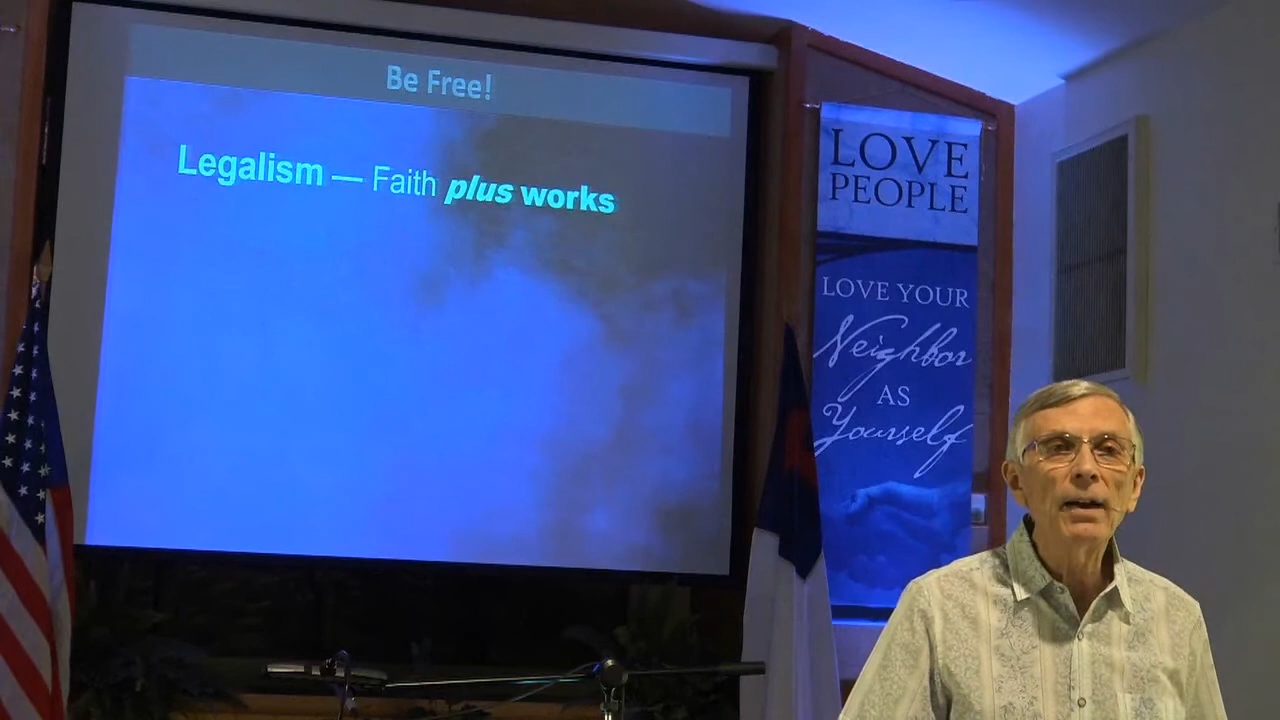 Be Free!
Legalism — Faith plus works
LOVE
PEOPLE
LOVE YOUR
Neighbor
AS
Yourself